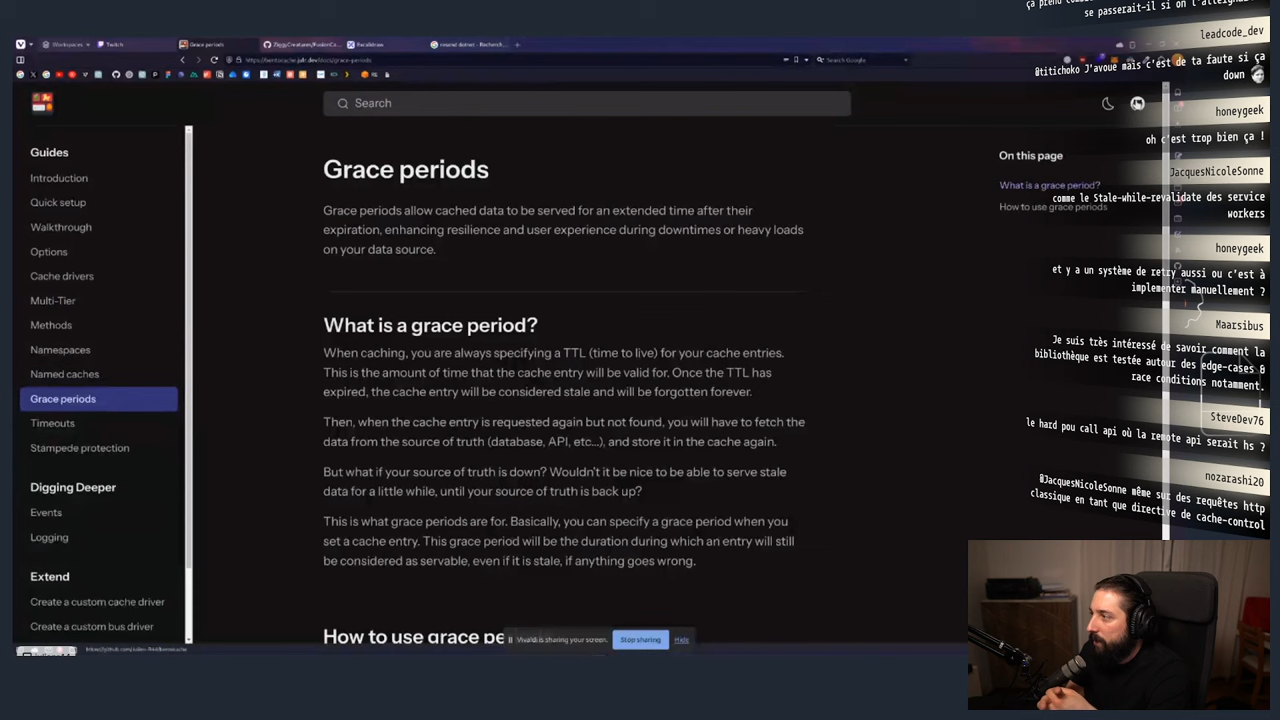 Workspaces
Twitch
Grace periods
ZiggyCreatures/FusionCa...
Excalidraw
Search Google
Search
Guides
Introduction
Quick setup
Walkthrough
Options
Cache drivers
Multi-Tier
Methods
Namespaces
Named caches
Grace periods
Timeouts
Stampede protection
Digging Deeper
Events
Logging
Extend
Create a custom cache driver
Create a custom bus driver
Grace periods
Grace periods allow cached data to be served for an extended time after their
expiration, enhancing resilience and user experience during downtimes or heavy loads
on your data source.
What is a grace period?
When caching, you are always specifying a TTL (time to live) for your cache entries.
This is the amount of time that the cache entry will be valid for. Once the TTL has
expired, the cache entry will be considered stale and will be forgotten forever.
Then, when the cache entry is requested again but not found, you will have to fetch the
data from the source of truth (database, API, etc...), and store it in the cache again.
But what if your source of truth is down? Wouldn't it be nice to be able to serve stale
data for a little while, until your source of truth is back up?
This is what grace periods are for. Basically, you can specify a grace period when you
set a cache entry. This grace period will be the duration during which an entry will still
be considered as servable, even if it is stale, if anything goes wrong.
How to use grace pe
Vivaldi is sharing your screen.
Stop sharing
Hide
On this page
What is a grace period?
How to use grace periods
se passerait-il si on l'atteignai
leadcode_dev
@titichoko J'avoue mais c'est de ta faute si ça
down
honeygeek
oh c'est trop bien ça !
JacquesNicoleSonne
comme le Stale-while-revalidate des service
workers
honeygeek
et y a un système de retry aussi ou c'est à
implementer manuellement ?
Maarsibus
Je suis très intéressé de savoir comment la
bibliothèque est testée autour des edge-cases &
race conditions notamment.
SteveDev76
le hard pou call api où la remote api serait hs ?
nozarashi20
@JacquesNicoleSonne même sur des requêtes http
classique en tant que directive de cache-control